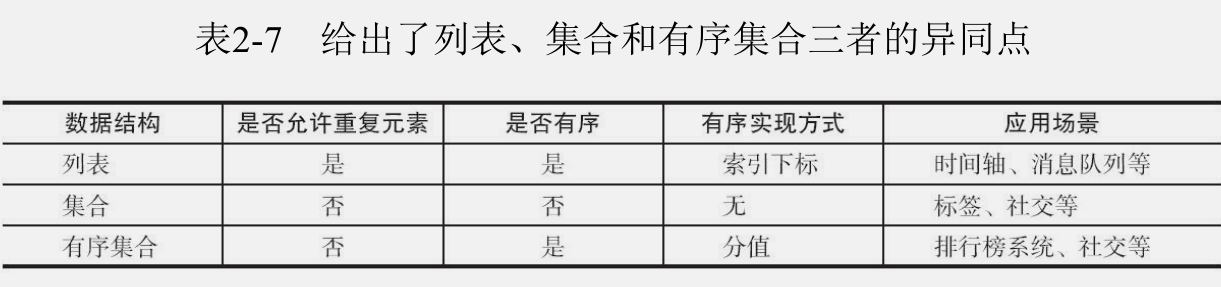 表2-7 给出了列表、集合和有序集合三者的异同点
数据结构 是否允许重复元素 是否有序 有序实现方式 应用场景
列表 是 是 索引下标 时间轴、消息队列等
集合 否 否 无 标签、社交等
有序集合 否 是 分值 排行榜系统、社交等